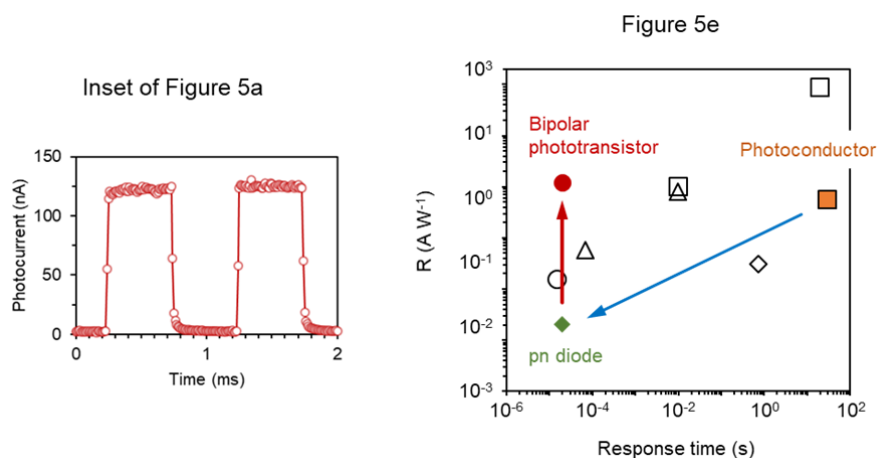 Figure 5e
Inset of Figure 5a
Photocurrent (nA)
150
100
50
0
0
1
2
Time (ms)
R (A W⁻¹)
10³
10¹
10⁰
10⁻¹
10⁻²
10⁻³
Bipolar
phototransistor
Photoconductor
pn diode
10⁻⁶
10⁻⁴
10⁻²
10⁰
10²
Response time (s)